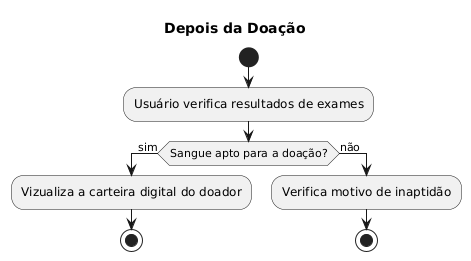 Depois da Doação
Usuário verifica resultados de exames
sim
Sangue apto para a doação?
não
Vizualiza a carteira digital do doador
Verifica motivo de inaptidão